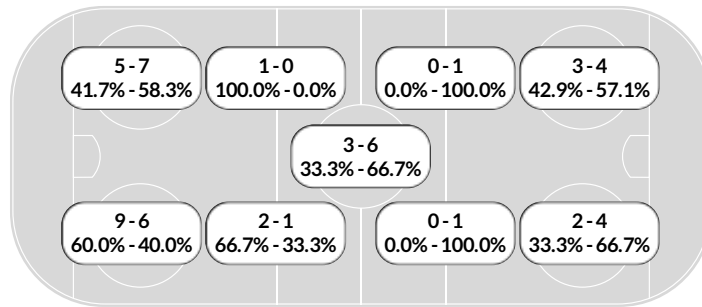 5 - 7
41.7% - 58.3%
1 - 0
100.0% - 0.0%
0 - 1
0.0% - 100.0%
3 - 4
42.9% - 57.1%
3 - 6
33.3% - 66.7%
9 - 6
60.0% - 40.0%
2 - 1
66.7% - 33.3%
0 - 1
0.0% - 100.0%
2 - 4
33.3% - 66.7%